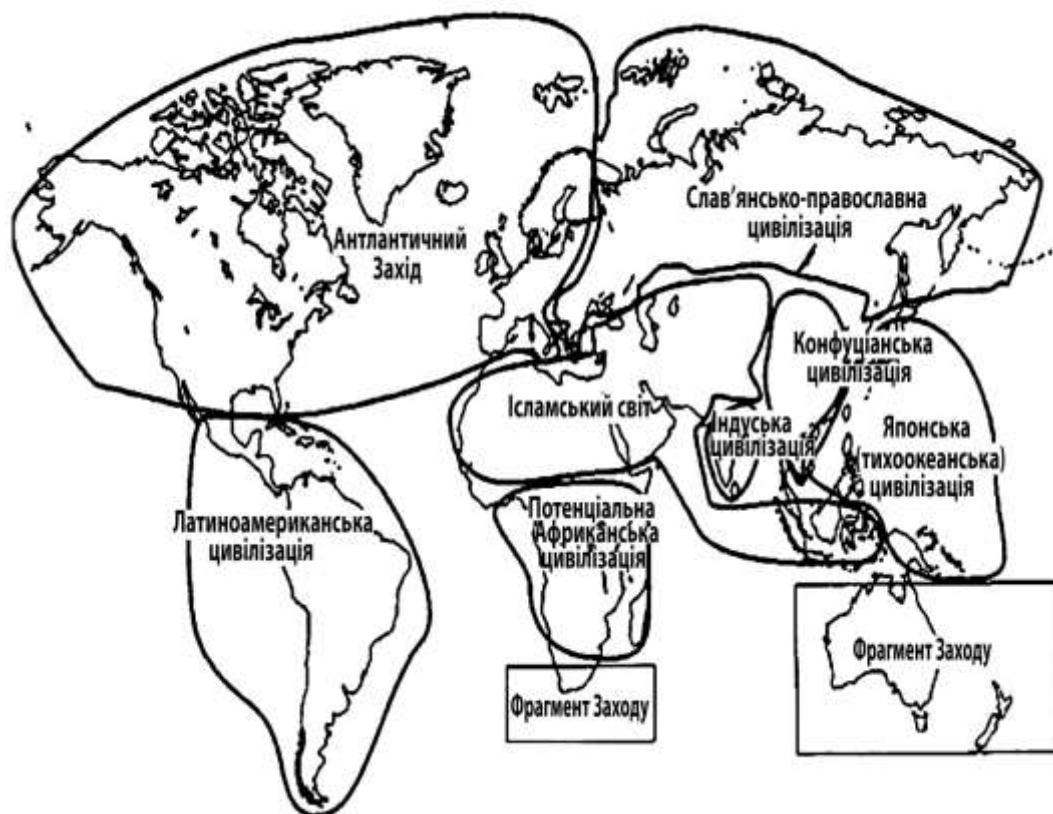 Слав'янсько-православна
цивілізація
Антлантичний
Захід
Конфуціанська
цивілізація
Ісламський світ
Індуська
цивілізація
Японська
(тихоокеанська)
цивілізація
Латиноамериканська
цивілізація
Потенціальна
Африканська
цивілізація
Фрагмент Заходу
Фрагмент Заходу